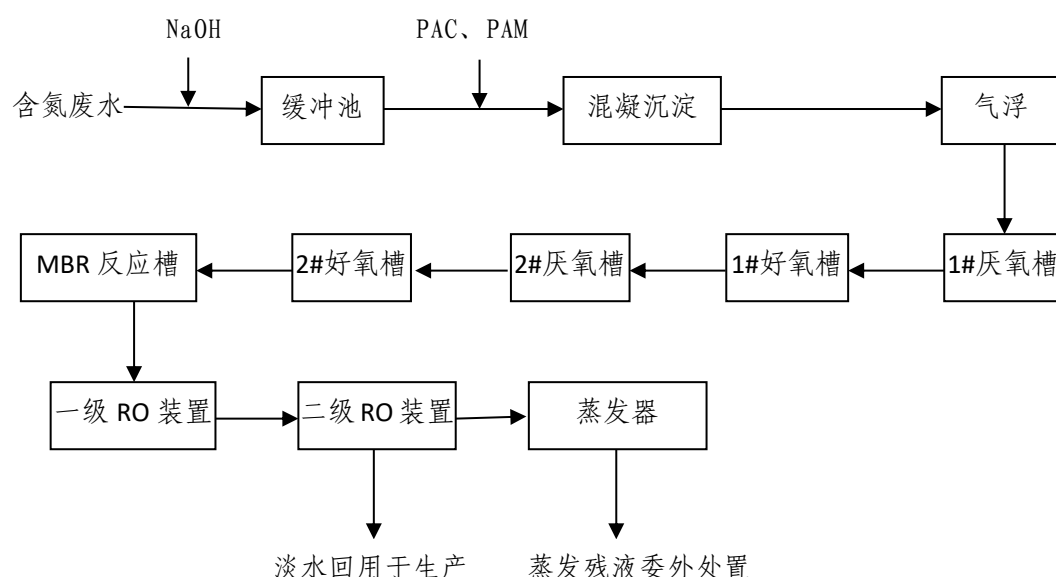 NaOH
PAC、PAM
含氮废水
缓冲池
混凝沉淀
气浮
MBR 反应槽
2#好氧槽
2#厌氧槽
1#好氧槽
1#厌氧槽
一级 RO 装置
二级 RO 装置
蒸发器
淡水回用于生产
蒸发残液委外处置